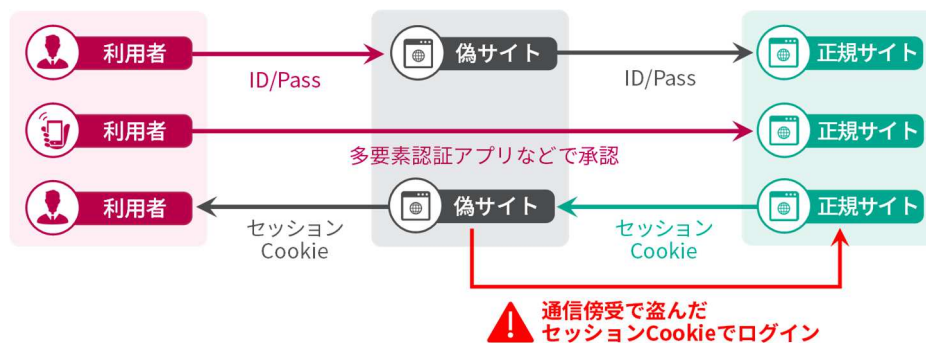 利用者
偽サイト
正規サイト
ID/Pass
ID/Pass
利用者
正規サイト
多要素認証アプリなどで承認
利用者
偽サイト
正規サイト
セッション
Cookie
セッション
Cookie
通信傍受で盗んだ
セッションCookieでログイン